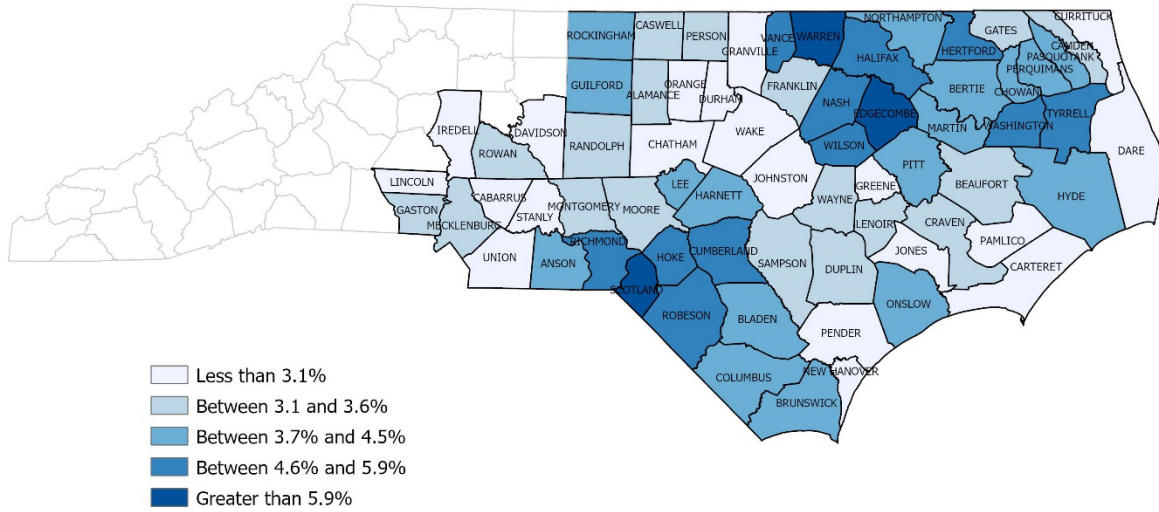 ROCKINGHAM
CASWELL
PERSON
GRANVILLE
VANCE
WARREN
NORTHAMPTON
GATES
CURRITUCK
HALIFAX
HERTFORD
CAMDEN
PASQUOTANK
PERQUIMANS
GUILFORD
ALAMANCE
ORANGE
DURHAM
FRANKLIN
NASH
EDGECOMBE
BERTIE
CHOWAN
IREDELL
DAVIDSON
WAKE
WILSON
MARTIN
WASHINGTON
TYRRELL
DARE
ROWAN
RANDOLPH
CHATHAM
PITT
LINCOLN
CABARRUS
JOHNSTON
GREENE
BEAUFORT
HYDE
LEE
HARNETT
WAYNE
GASTON
MECKLENBURG
STANLY
MONTGOMERY
MOORE
LENOIR
CRAVEN
PAMLICO
UNION
ANSON
RICHMOND
HOKE
CUMBERLAND
SAMPSON
DUPLIN
JONES
CARTERET
SCOTLAND
ROBESON
BLADEN
ONSLOW
PENDER
COLUMBUS
NEW HANOVER
BRUNSWICK
Less than 3.1%
Between 3.1 and 3.6%
Between 3.7% and 4.5%
Between 4.6% and 5.9%
Greater than 5.9%